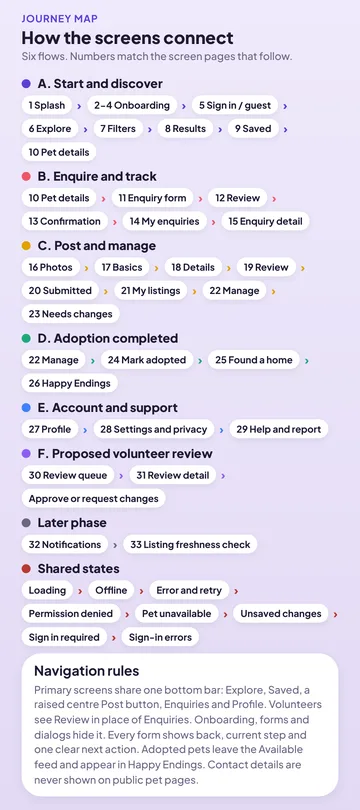 JOURNEY MAP
How the screens connect
Six flows. Numbers match the screen pages that follow.
A. Start and discover
1 Splash › 2–4 Onboarding › 5 Sign in / guest ›
6 Explore › 7 Filters › 8 Results › 9 Saved ›
10 Pet details
B. Enquire and track
10 Pet details › 11 Enquiry form › 12 Review ›
13 Confirmation › 14 My enquiries › 15 Enquiry detail
C. Post and manage
16 Photos › 17 Basics › 18 Details › 19 Review ›
20 Submitted › 21 My listings › 22 Manage ›
23 Needs changes
D. Adoption completed
22 Manage › 24 Mark adopted › 25 Found a home ›
26 Happy Endings
E. Account and support
27 Profile › 28 Settings and privacy › 29 Help and report
F. Proposed volunteer review
30 Review queue › 31 Review detail ›
Approve or request changes
Later phase
32 Notifications › 33 Listing freshness check
Shared states
Loading › Offline › Error and retry ›
Permission denied › Pet unavailable › Unsaved changes ›
Sign in required › Sign-in errors
Navigation rules
Primary screens share one bottom bar: Explore, Saved, a
raised centre Post button, Enquiries and Profile. Volunteers
see Review in place of Enquiries. Onboarding, forms and
dialogs hide it. Every form shows back, current step and
one clear next action. Adopted pets leave the Available
feed and appear in Happy Endings. Contact details are
never shown on public pet pages.